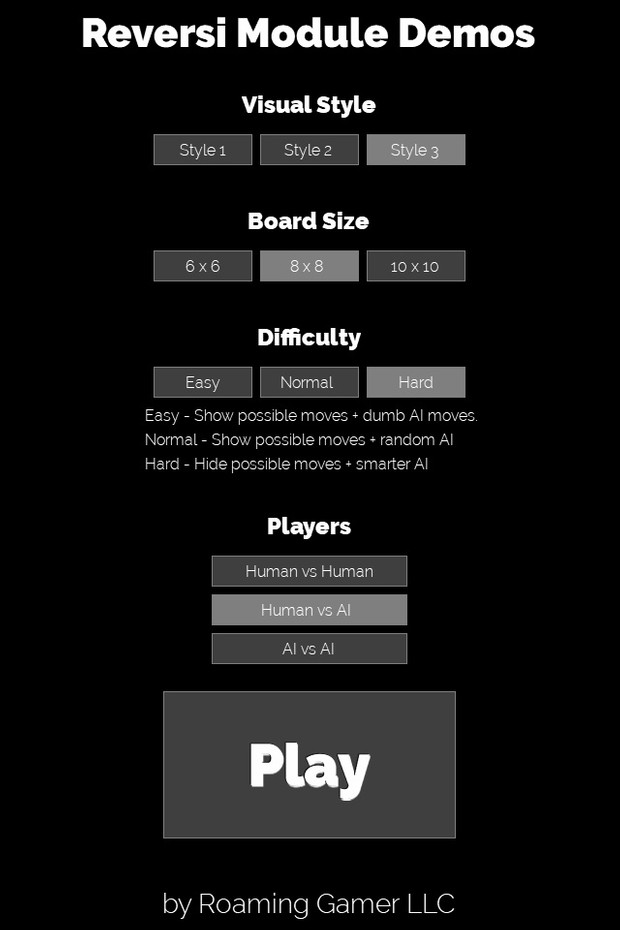 Reversi Module Demos
Visual Style
Style 1 Style 2 Style 3
Board Size
6 x 6 8 x 8 10 x 10
Difficulty
Easy Normal Hard
Easy - Show possible moves + dumb AI moves.
Normal - Show possible moves + random AI
Hard - Hide possible moves + smarter AI
Players
Human vs Human
Human vs AI
AI vs AI
Play
by Roaming Gamer LLC